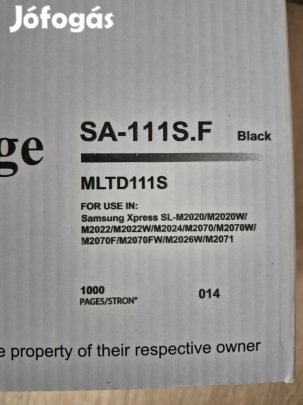 Jófogás
SA-111S.F Black
ge
MLTD111S
FOR USE IN:
Samsung Xpress SL-M2020/M2020W/
M2022/M2022W/M2024/M2070/M2070W/
M2070F/M2070FW/M2026W/M2071
1000
PAGES/STRON*
014
e property of their respective owner